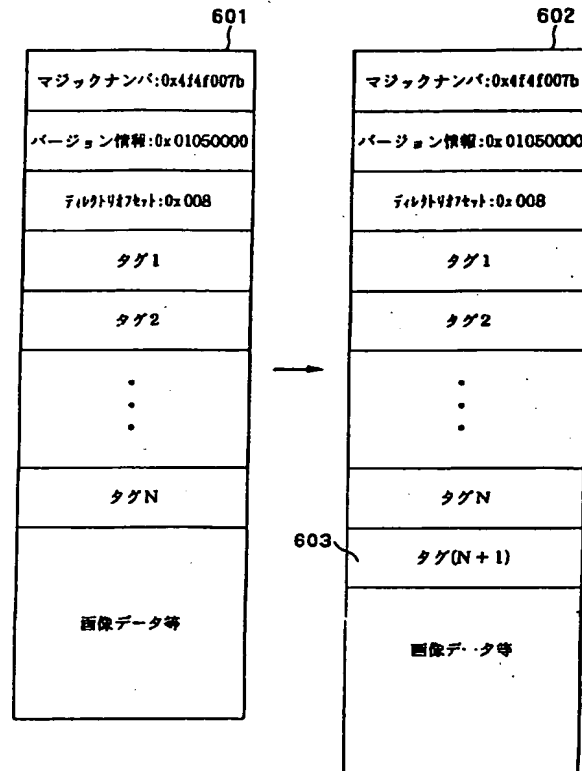 601
マジックナンバ:0x4f4f007b
バージョン情報:0x01050000
ディレクトリオフセット:0x008
タグ1
タグ2
タグN
画像データ等
602
マジックナンバ:0x4f4f007b
バージョン情報:0x01050000
ディレクトリオフセット:0x008
タグ1
タグ2
タグN
603
タグ(N+1)
画像データ等